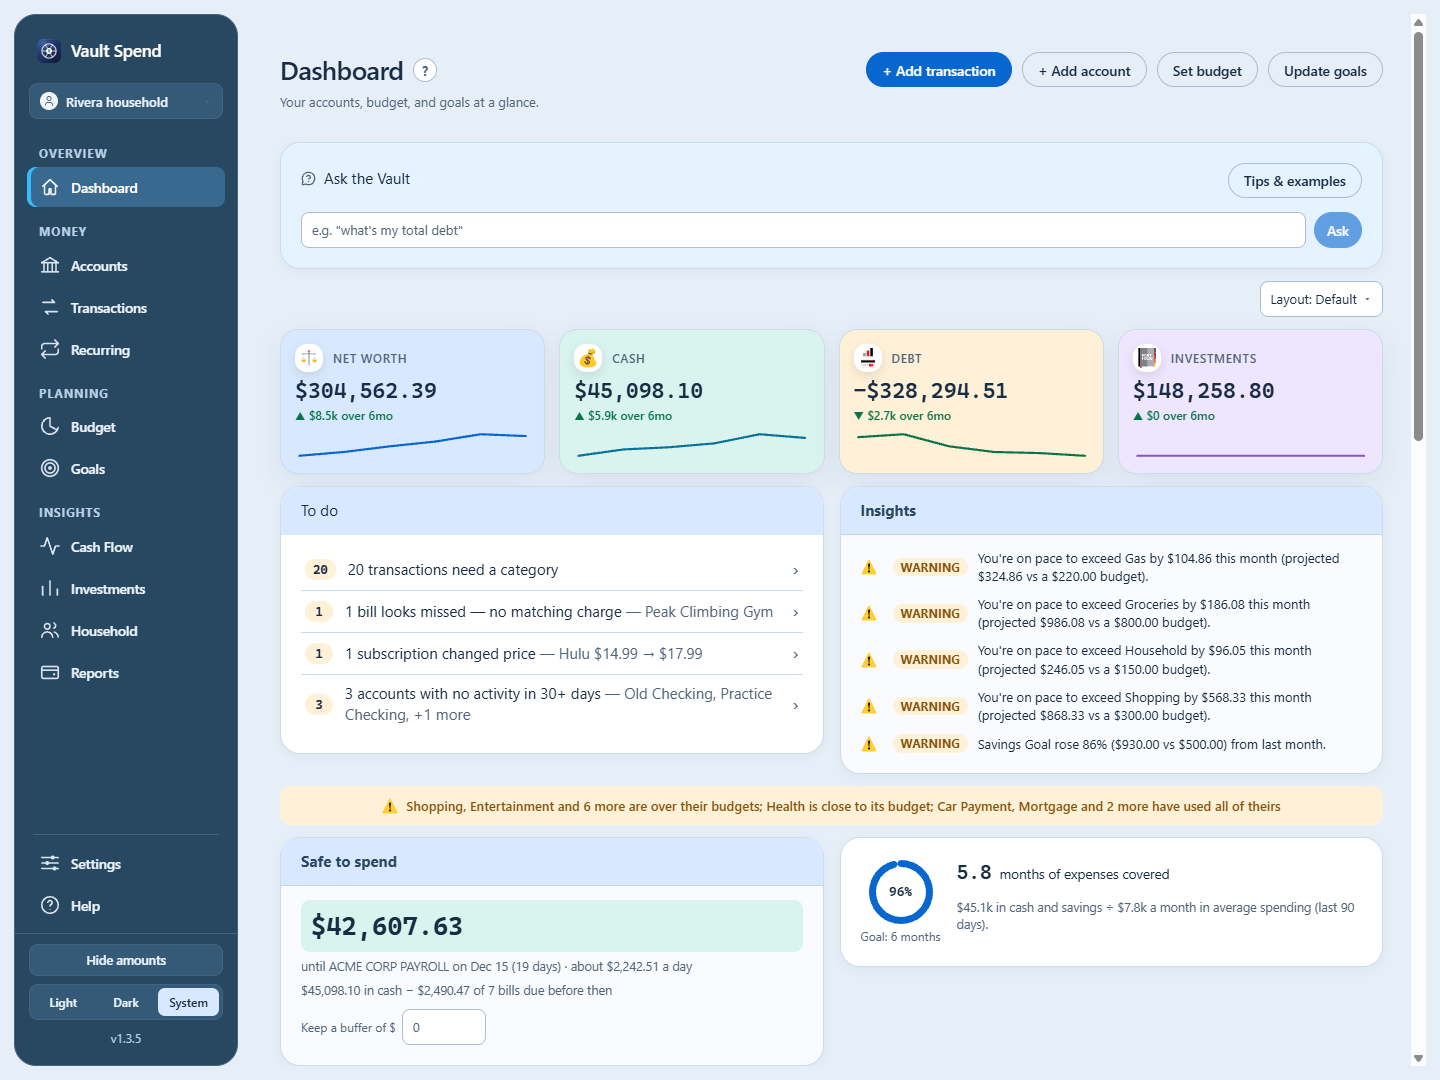 Vault Spend
Rivera household
OVERVIEW
Dashboard
MONEY
Accounts
Transactions
Recurring
PLANNING
Budget
Goals
INSIGHTS
Cash Flow
Investments
Household
Reports
Settings
Help
Hide amounts
Light Dark System
v1.3.5
Dashboard ?
Your accounts, budget, and goals at a glance.
+ Add transaction + Add account Set budget Update goals
Ask the Vault
Tips & examples
e.g. "what's my total debt"
Ask
Layout: Default
NET WORTH
$304,562.39
▲ $8.5k over 6mo
CASH
$45,098.10
▲ $5.9k over 6mo
DEBT
−$328,294.51
▼ $2.7k over 6mo
INVESTMENTS
$148,258.80
▲ $0 over 6mo
To do
20 20 transactions need a category ›
1 1 bill looks missed — no matching charge — Peak Climbing Gym ›
1 1 subscription changed price — Hulu $14.99 → $17.99 ›
3 3 accounts with no activity in 30+ days — Old Checking, Practice
Checking, +1 more ›
Insights
WARNING You're on pace to exceed Gas by $104.86 this month (projected
$324.86 vs a $220.00 budget).
WARNING You're on pace to exceed Groceries by $186.08 this month
(projected $986.08 vs a $800.00 budget).
WARNING You're on pace to exceed Household by $96.05 this month
(projected $246.05 vs a $150.00 budget).
WARNING You're on pace to exceed Shopping by $568.33 this month
(projected $868.33 vs a $300.00 budget).
WARNING Savings Goal rose 86% ($930.00 vs $500.00) from last month.
Shopping, Entertainment and 6 more are over their budgets; Health is close to its budget; Car Payment, Mortgage and 2 more have used all of theirs
Safe to spend
$42,607.63
until ACME CORP PAYROLL on Dec 15 (19 days) · about $2,242.51 a day
$45,098.10 in cash − $2,490.47 of 7 bills due before then
Keep a buffer of $ 0
96%
Goal: 6 months
5.8 months of expenses covered
$45.1k in cash and savings ÷ $7.8k a month in average spending (last 90
days).